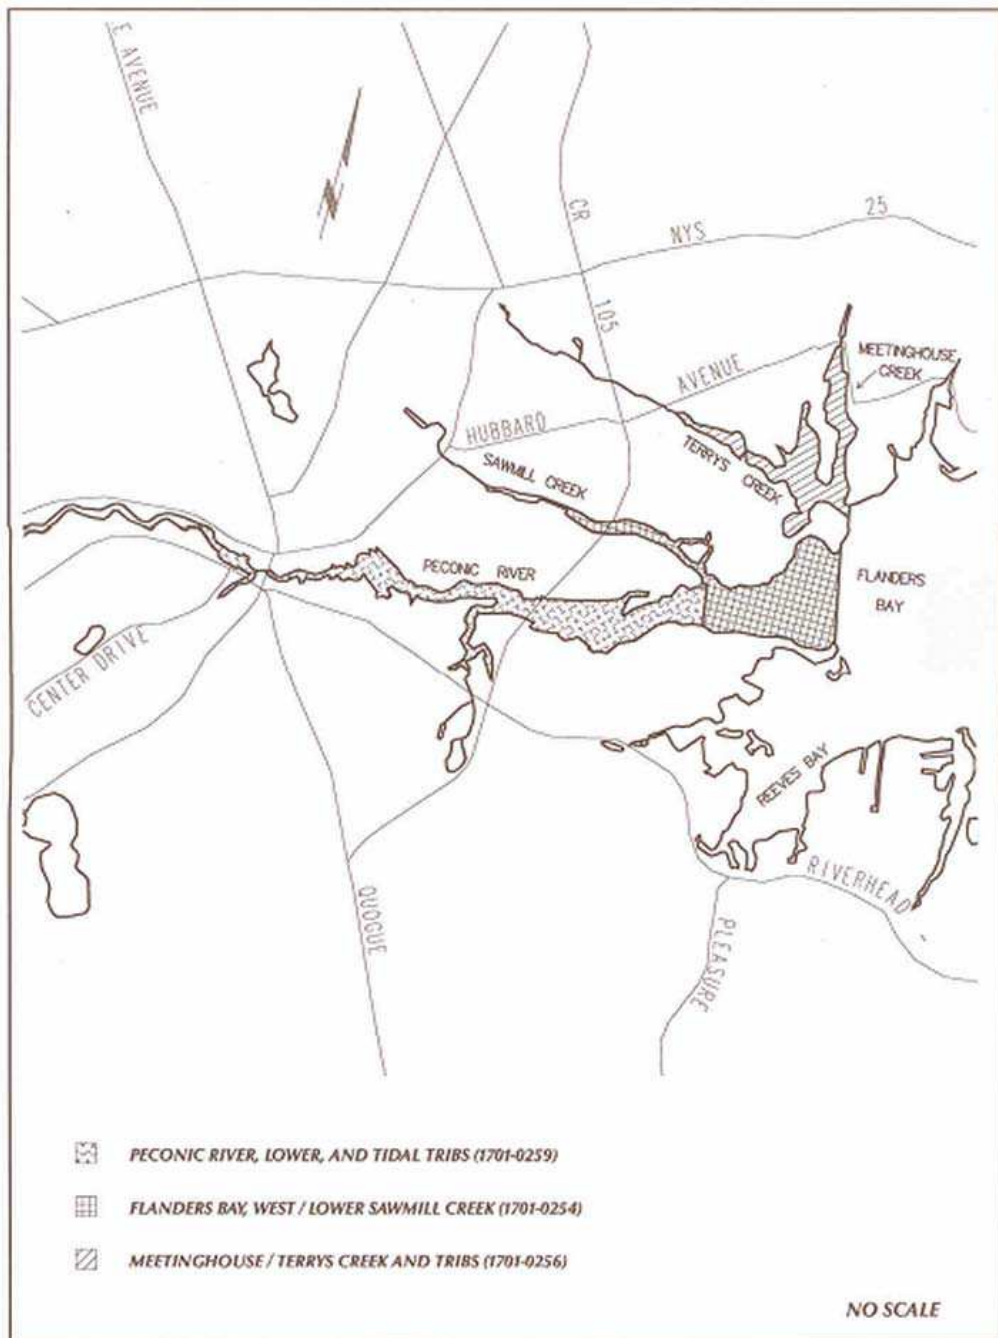 E AVENUE
CR
NYS
25
105
MEETINGHOUSE
CREEK
AVENUE
HUBBARD
TERRYS CREEK
SAWMILL CREEK
PECONIC RIVER
FLANDERS
BAY
CENTER DRIVE
REEVES BAY
RIVERHEAD
QUOGUE
PLEASURE
PECONIC RIVER, LOWER, AND TIDAL TRIBS (1701-0259)
FLANDERS BAY, WEST / LOWER SAWMILL CREEK (1701-0254)
MEETINGHOUSE / TERRYS CREEK AND TRIBS (1701-0256)
NO SCALE